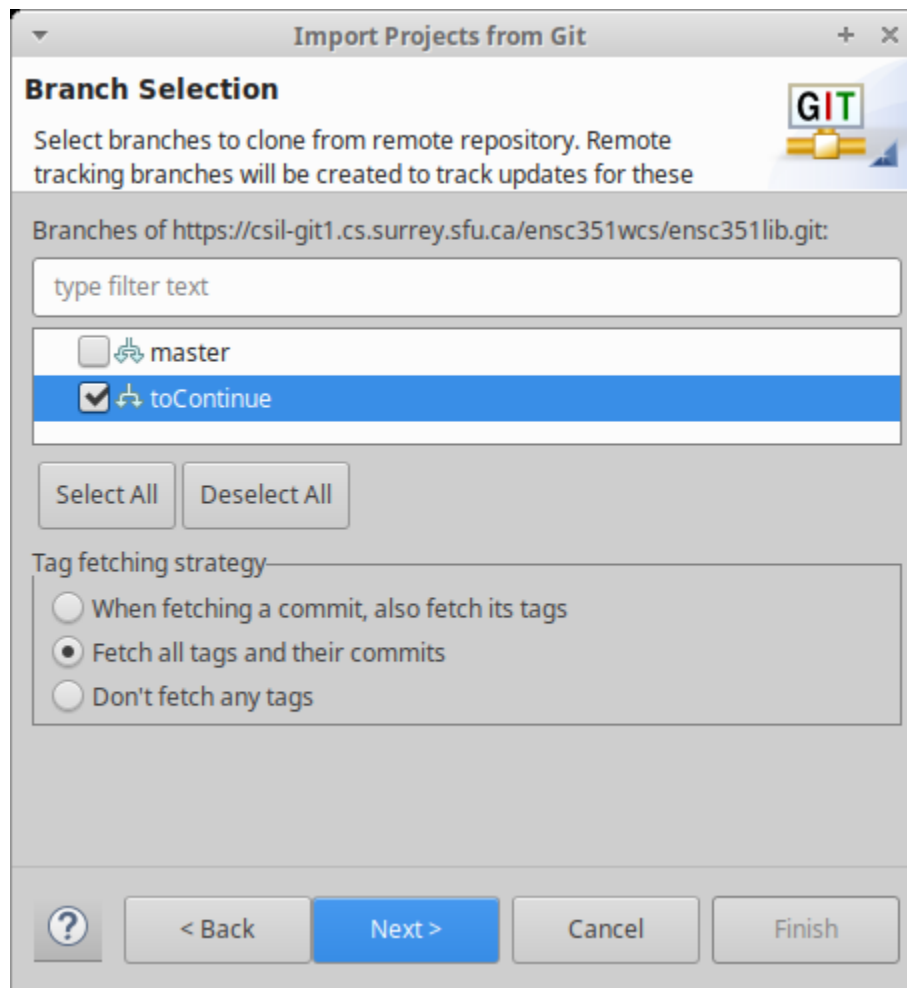 Import Projects from Git
Branch Selection
GIT
Select branches to clone from remote repository. Remote
tracking branches will be created to track updates for these
Branches of https://csil-git1.cs.surrey.sfu.ca/ensc351wcs/ensc351lib.git:
type filter text
master
toContinue
Select All
Deselect All
Tag fetching strategy
When fetching a commit, also fetch its tags
Fetch all tags and their commits
Don't fetch any tags
?
< Back
Next >
Cancel
Finish